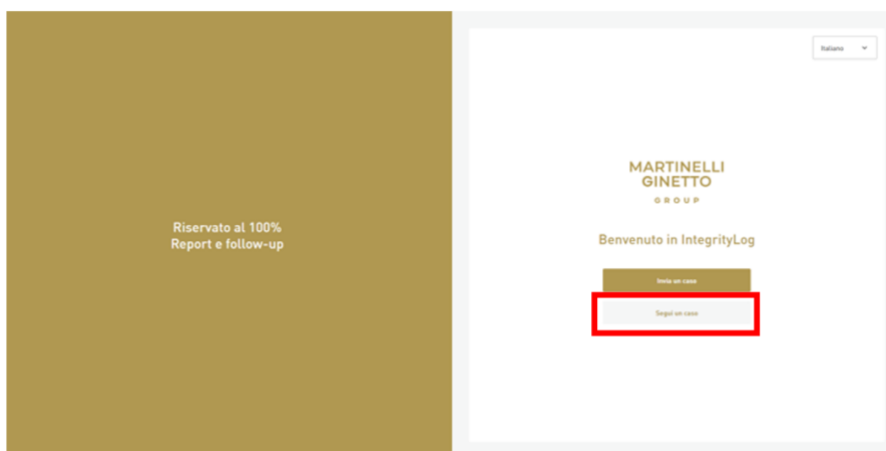 Riservato al 100%
Report e follow-up
Italiano
MARTINELLI
GINETTO
GROUP
Benvenuto in IntegrityLog
Invia un caso
Segui un caso